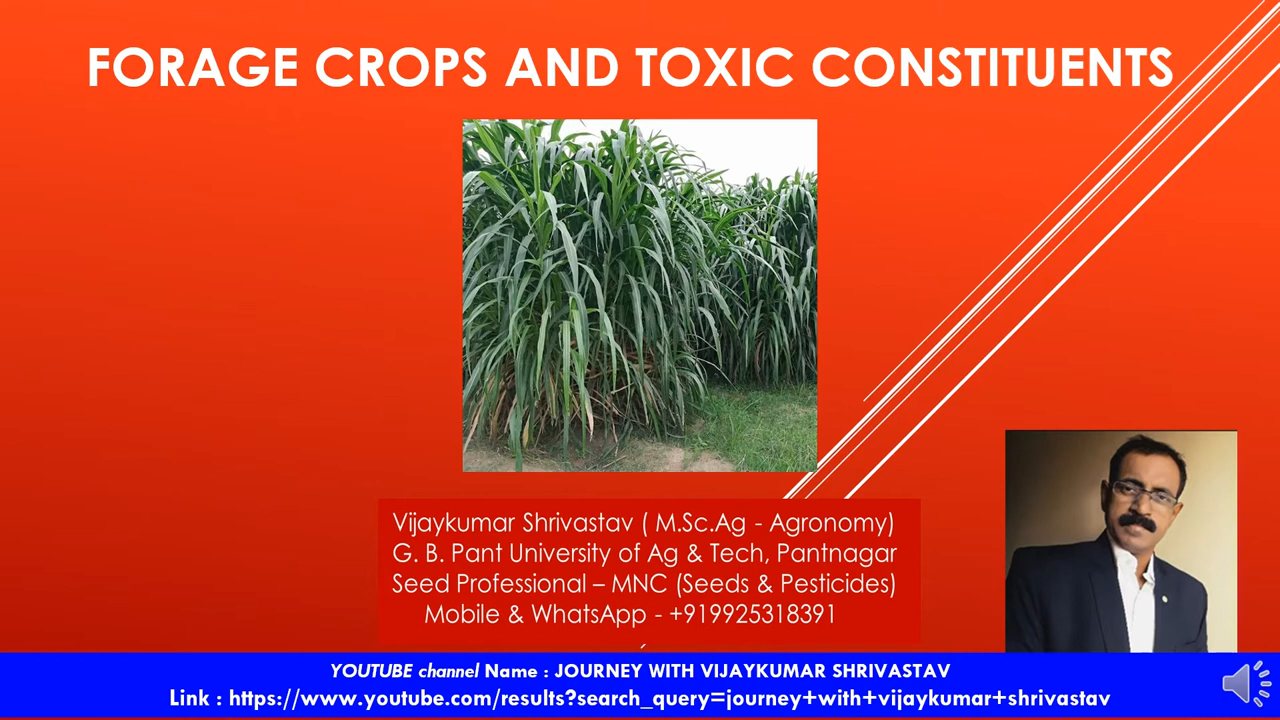 FORAGE CROPS AND TOXIC CONSTITUENTS
Vijaykumar Shrivastav ( M.Sc.Ag - Agronomy)
G. B. Pant University of Ag & Tech, Pantnagar
Seed Professional – MNC (Seeds & Pesticides)
Mobile & WhatsApp - +919925318391
YOUTUBE channel Name : JOURNEY WITH VIJAYKUMAR SHRIVASTAV
Link : https://www.youtube.com/results?search_query=journey+with+vijaykumar+shrivastav